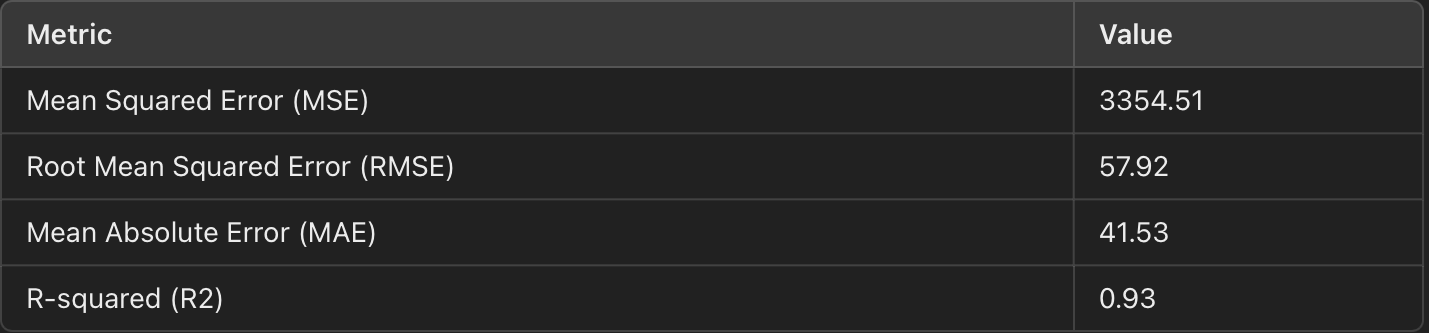 Metric Value
Mean Squared Error (MSE) 3354.51
Root Mean Squared Error (RMSE) 57.92
Mean Absolute Error (MAE) 41.53
R-squared (R2) 0.93